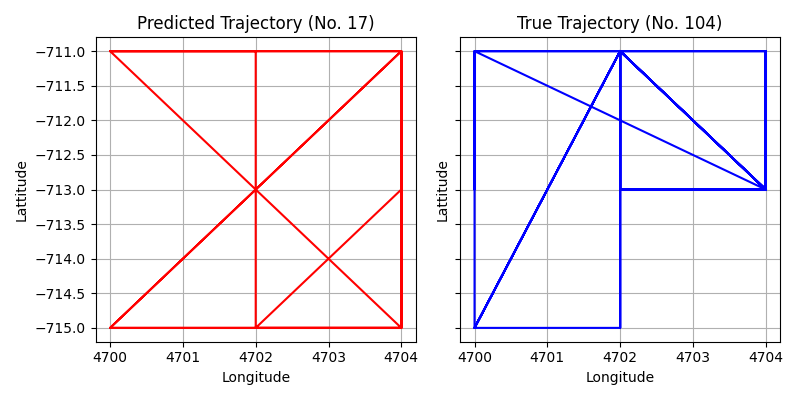 Predicted Trajectory (No. 17)
True Trajectory (No. 104)
−711.0
−711.5
−712.0
−712.5
−713.0
−713.5
−714.0
−714.5
−715.0
Lattitude
Lattitude
4700 4701 4702 4703 4704
4700 4701 4702 4703 4704
Longitude
Longitude